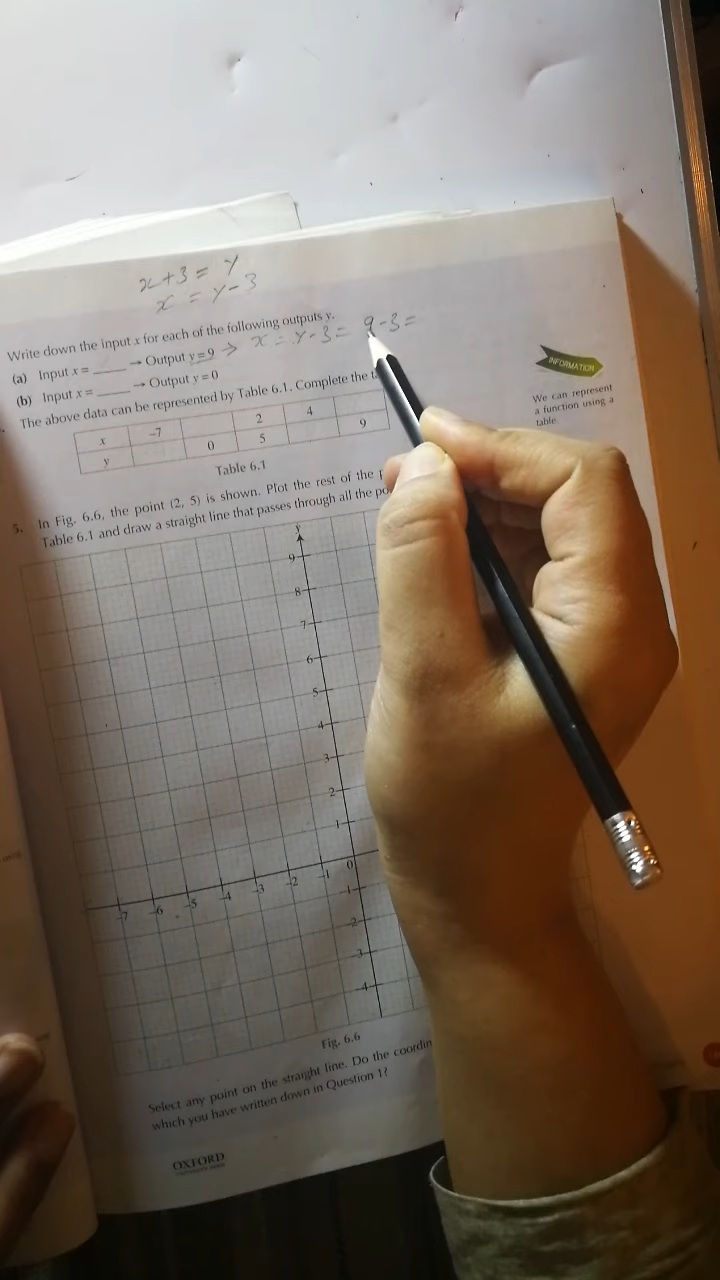 x+3 = y
x = y-3
Write down the input x for each of the following outputs y.
(a) Input x = ____ → Output y = 9 → x = y-3 = 9-3=
(b) Input x = ____ → Output y = 0
The above data can be represented by Table 6.1. Complete the
x −7 2 4
y 0 5 9
Table 6.1
INFORMATION
We can represent
a function using a
table
5. In Fig. 6.6, the point (2, 5) is shown. Plot the rest of the
Table 6.1 and draw a straight line that passes through all the
y
9
8
7
6
5
4
3
2
1
−7 −6 −5 −4 −3 −2 −1 0
−1
−2
−3
−4
Fig. 6.6
Select any point on the straight line. Do the
which you have written down in Question 1?
OXFORD